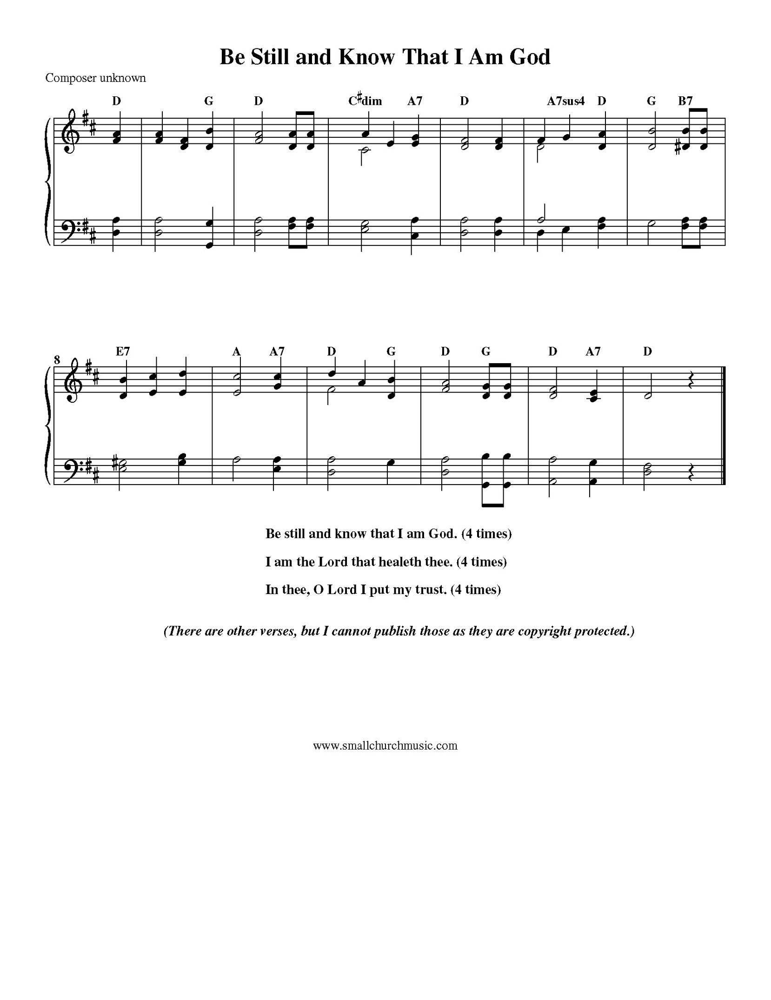 Be Still and Know That I Am God
Composer unknown
D G D C#dim A7 D A7sus4 D G B7
8
E7 A A7 D G D G D A7 D
Be still and know that I am God. (4 times)
I am the Lord that healeth thee. (4 times)
In thee, O Lord I put my trust. (4 times)
(There are other verses, but I cannot publish those as they are copyright protected.)
www.smallchurchmusic.com